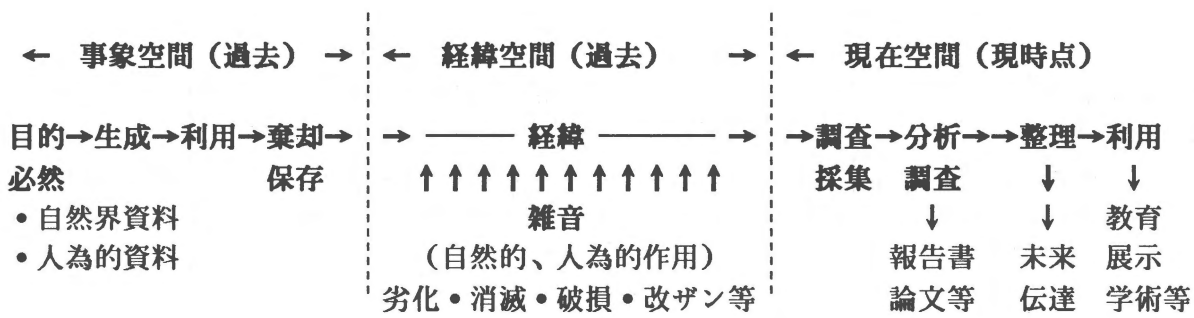 ← 事象空間（過去） → ← 経緯空間（過去） → ← 現在空間（現時点）
目的→生成→利用→棄却→ → ─── 経緯 ─── → →調査→分析→→整理→利用
必然 保存 ↑↑↑↑↑↑↑↑↑↑↑↑ 採集 調査 ↓ ↓
・自然界資料 雑音 ↓ ↓ 教育
・人為的資料 （自然的、人為的作用） 報告書 未来 展示
劣化・消滅・破損・改ザン等 論文等 伝達 学術等